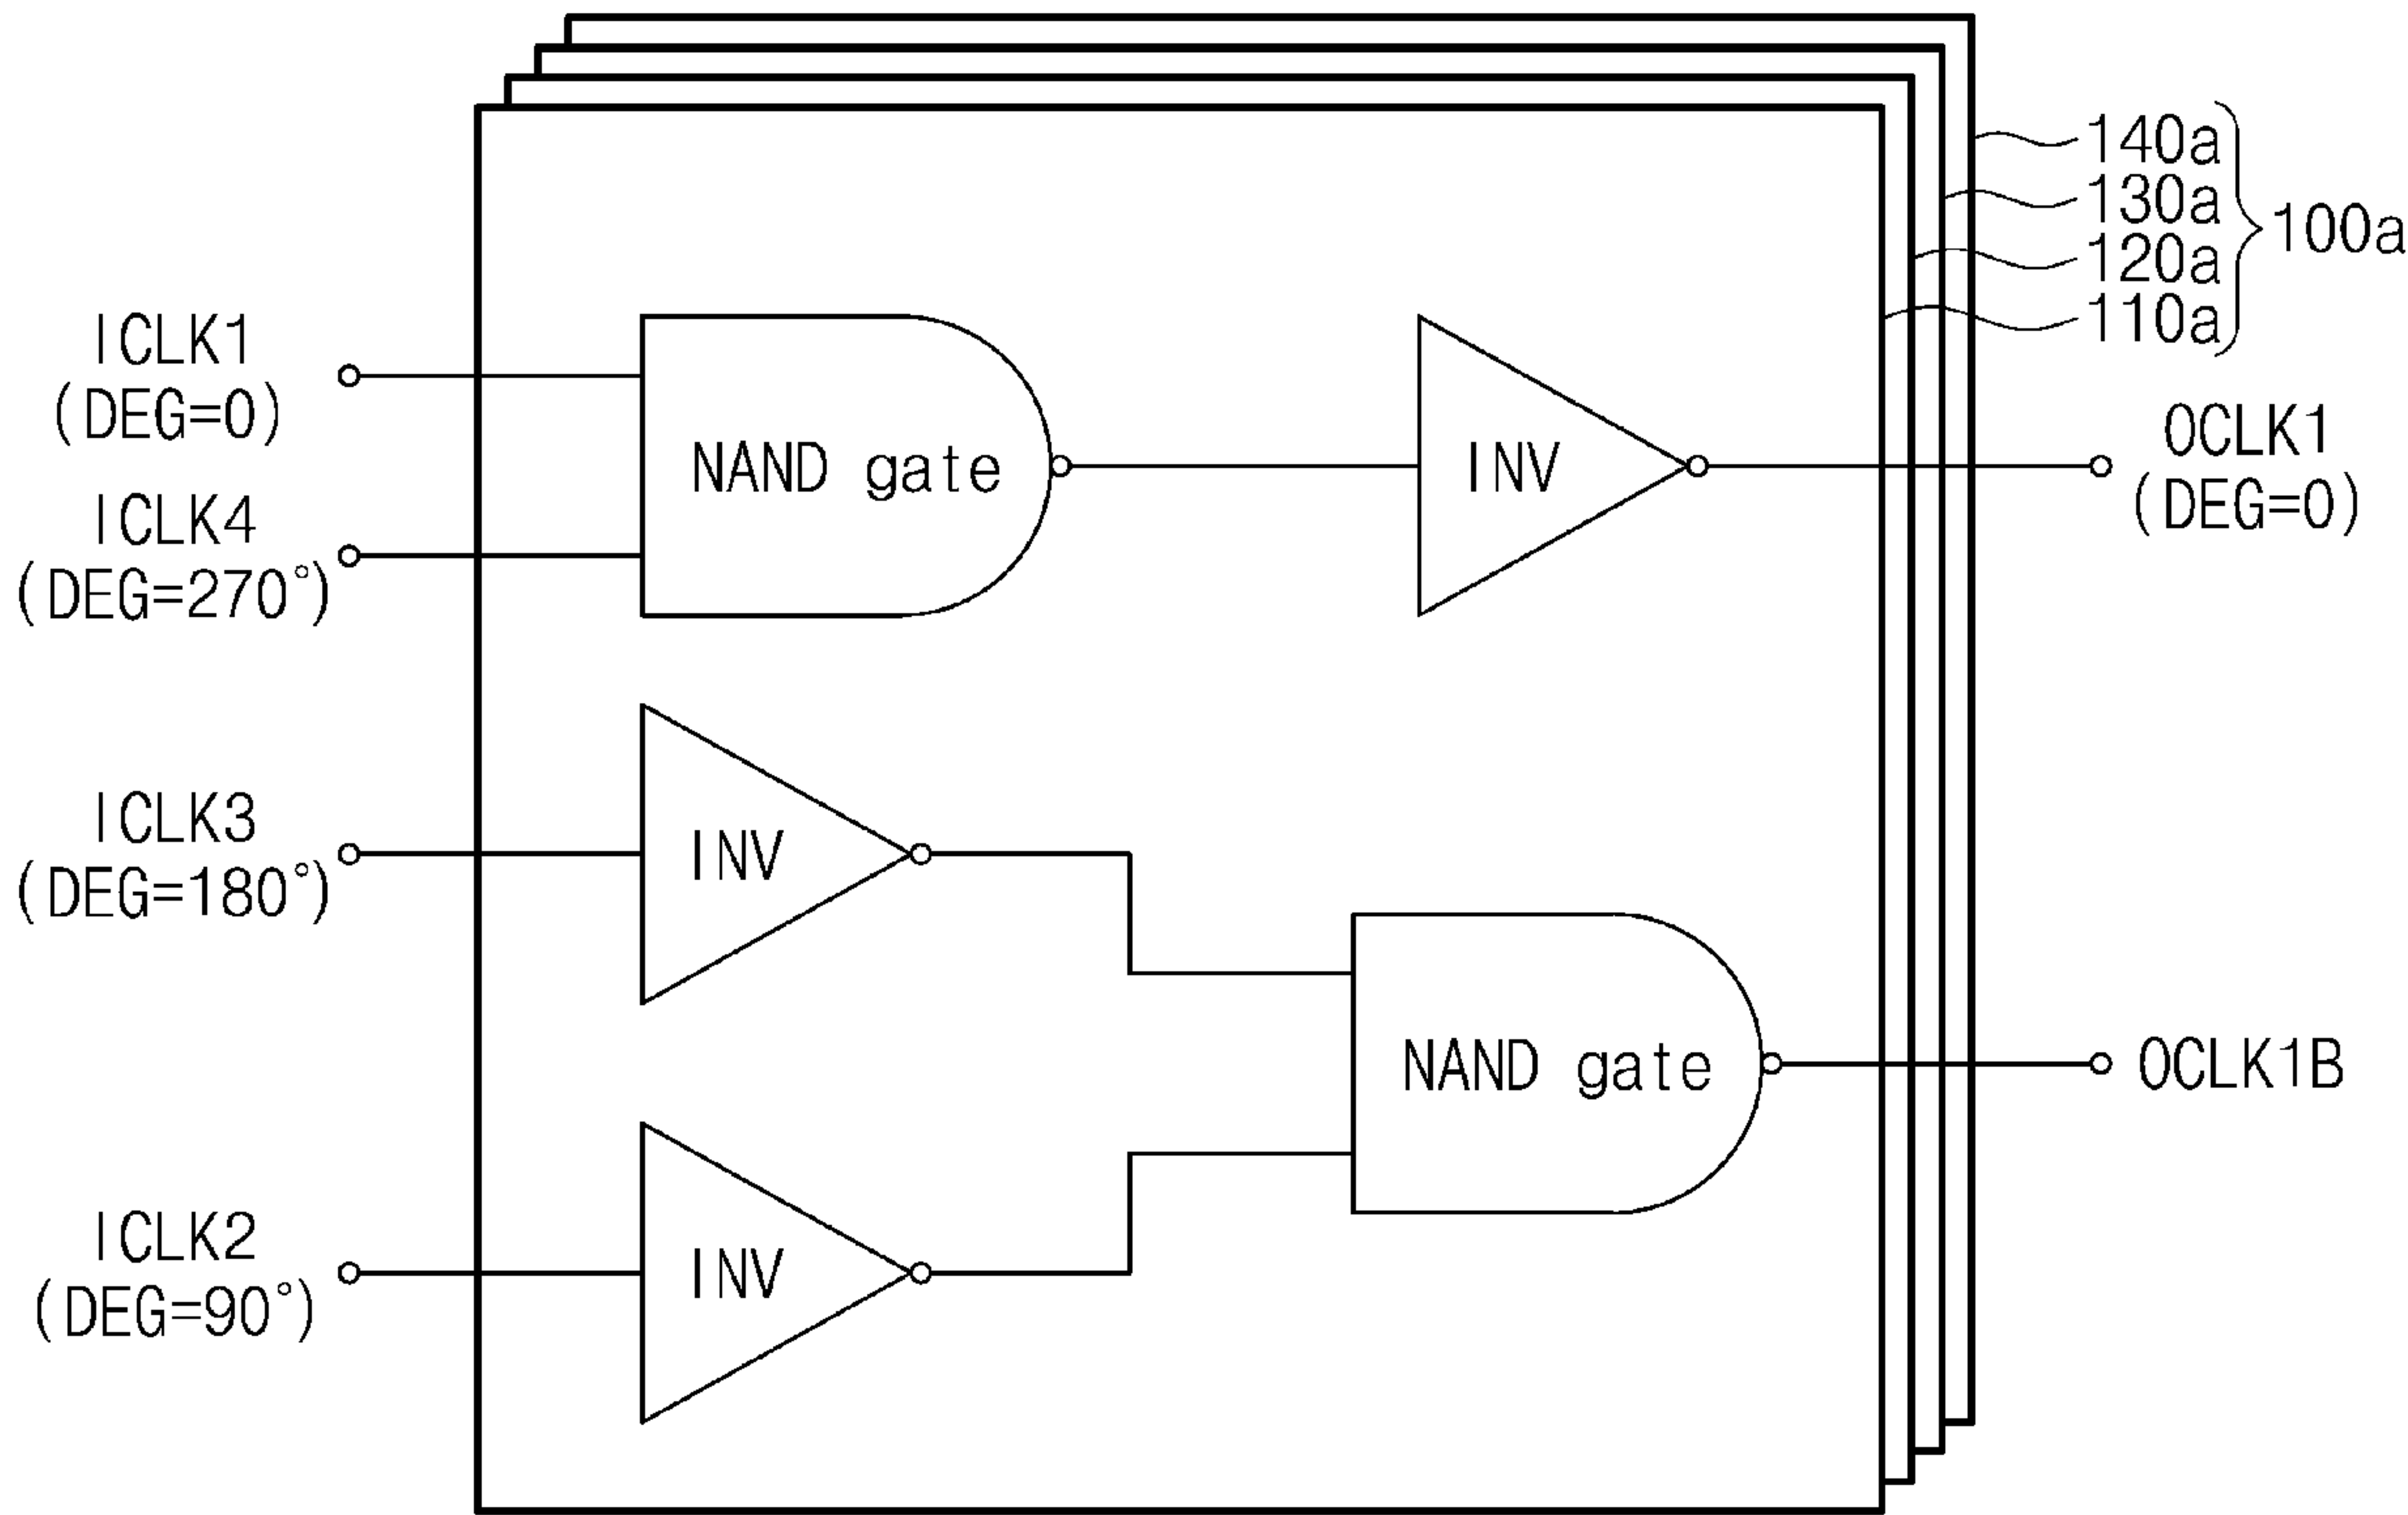 140a
130a
120a
110a
100a
ICLK1
(DEG=0)
ICLK4
(DEG=270°)
NAND gate
INV
OCLK1
(DEG=0)
ICLK3
(DEG=180°)
INV
NAND gate
OCLK1B
ICLK2
(DEG=90°)
INV